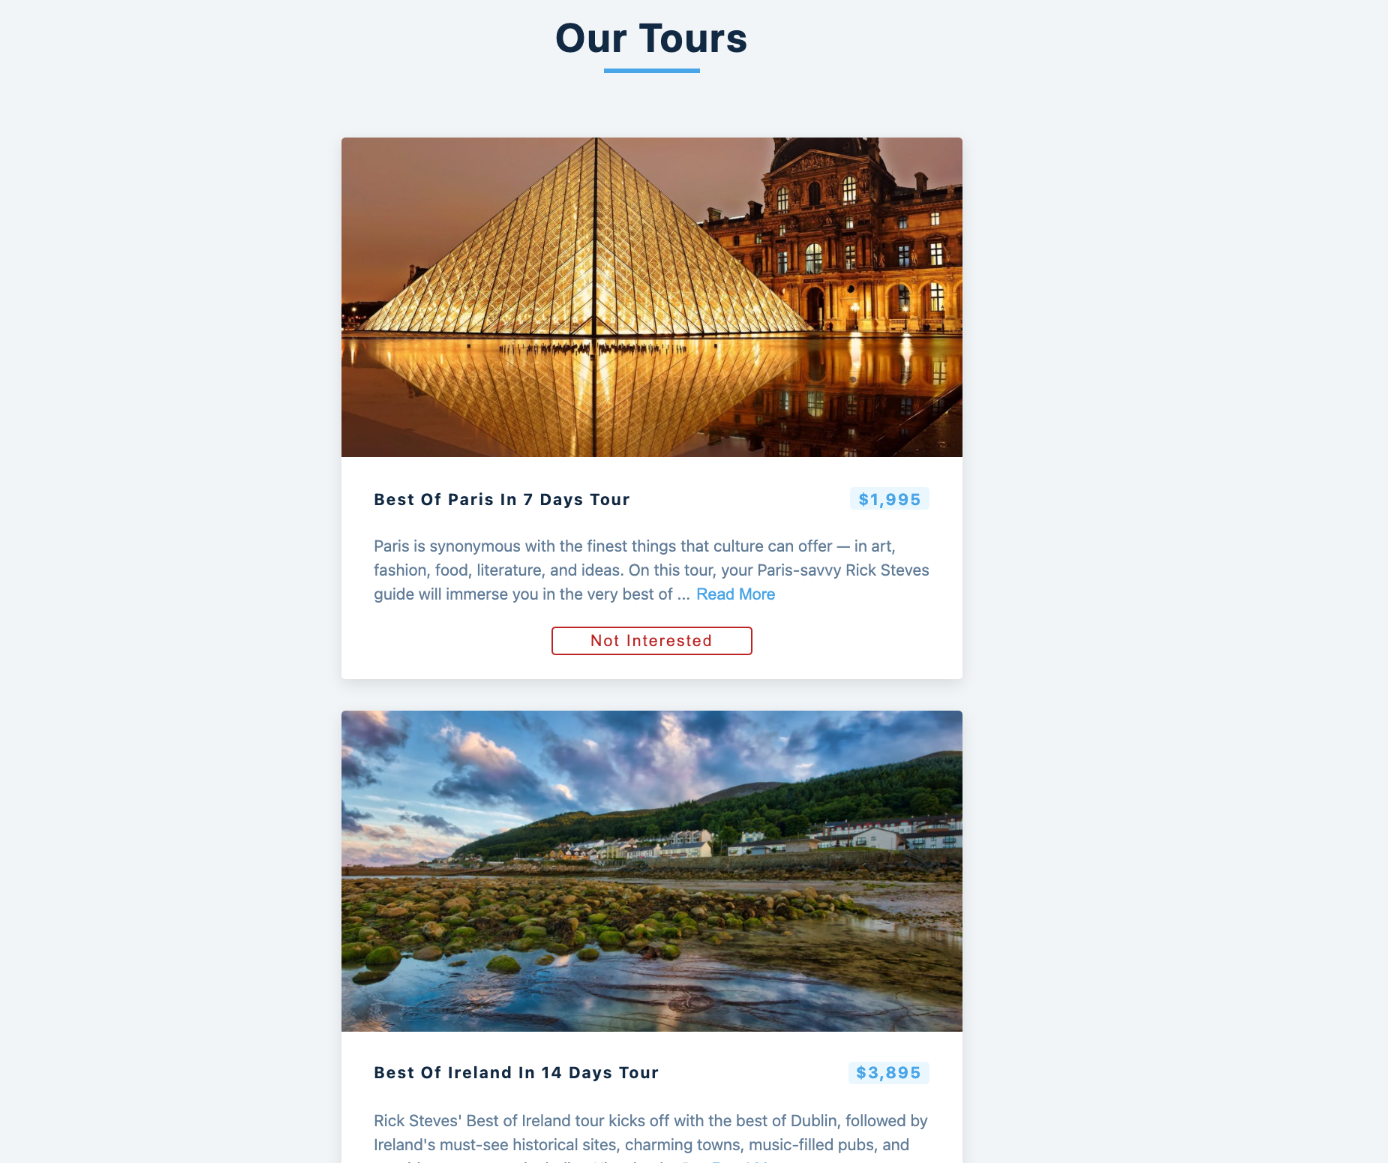 Our Tours
Best Of Paris In 7 Days Tour
$1,995
Paris is synonymous with the finest things that culture can offer — in art,
fashion, food, literature, and ideas. On this tour, your Paris-savvy Rick Steves
guide will immerse you in the very best of ... Read More
Not Interested
Best Of Ireland In 14 Days Tour
$3,895
Rick Steves' Best of Ireland tour kicks off with the best of Dublin, followed by
Ireland's must-see historical sites, charming towns, music-filled pubs, and